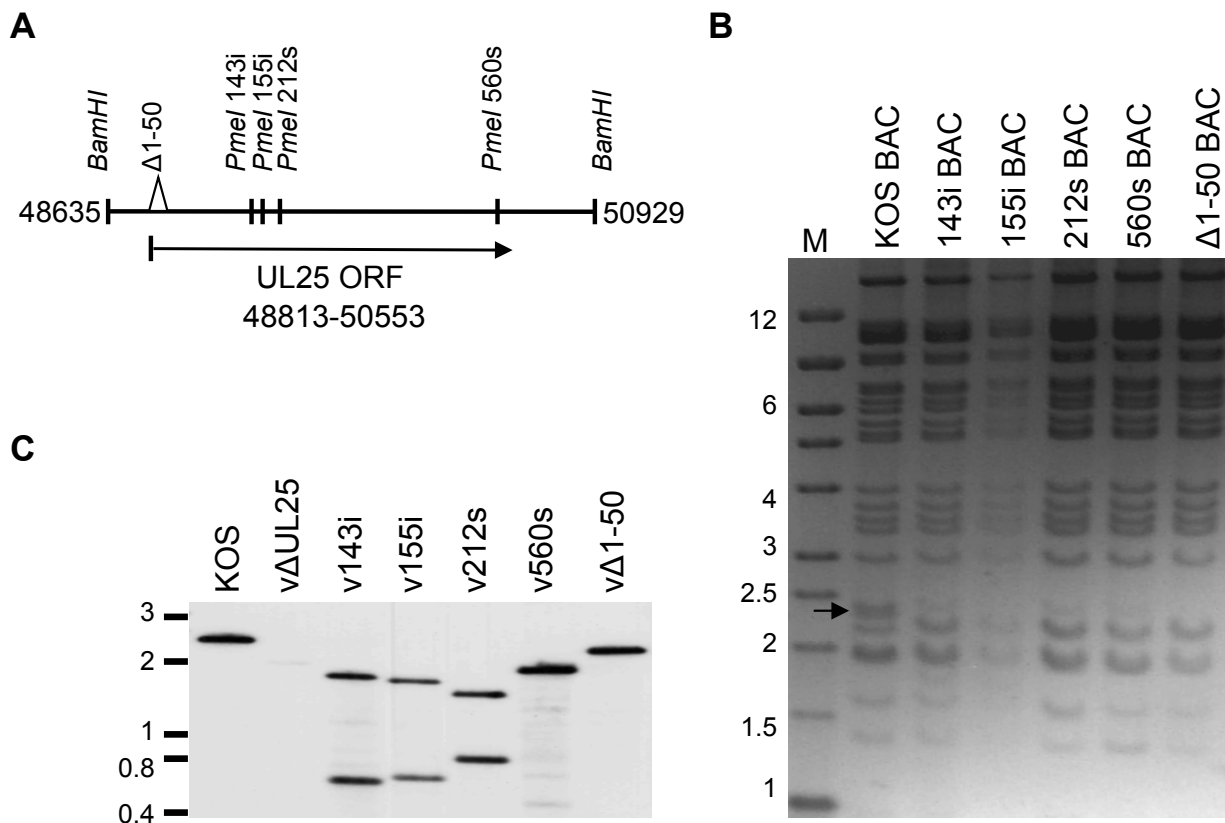 A
BamHI
Δ1-50
PmeI 143i
PmeI 155i
PmeI 212s
PmeI 560s
BamHI
48635
50929
UL25 ORF
48813-50553
B
M
KOS BAC
143i BAC
155i BAC
212s BAC
560s BAC
Δ1-50 BAC
12
6
4
3
2.5
2
1.5
1
C
KOS
vΔUL25
v143i
v155i
v212s
v560s
vΔ1-50
3
2
1
0.8
0.4